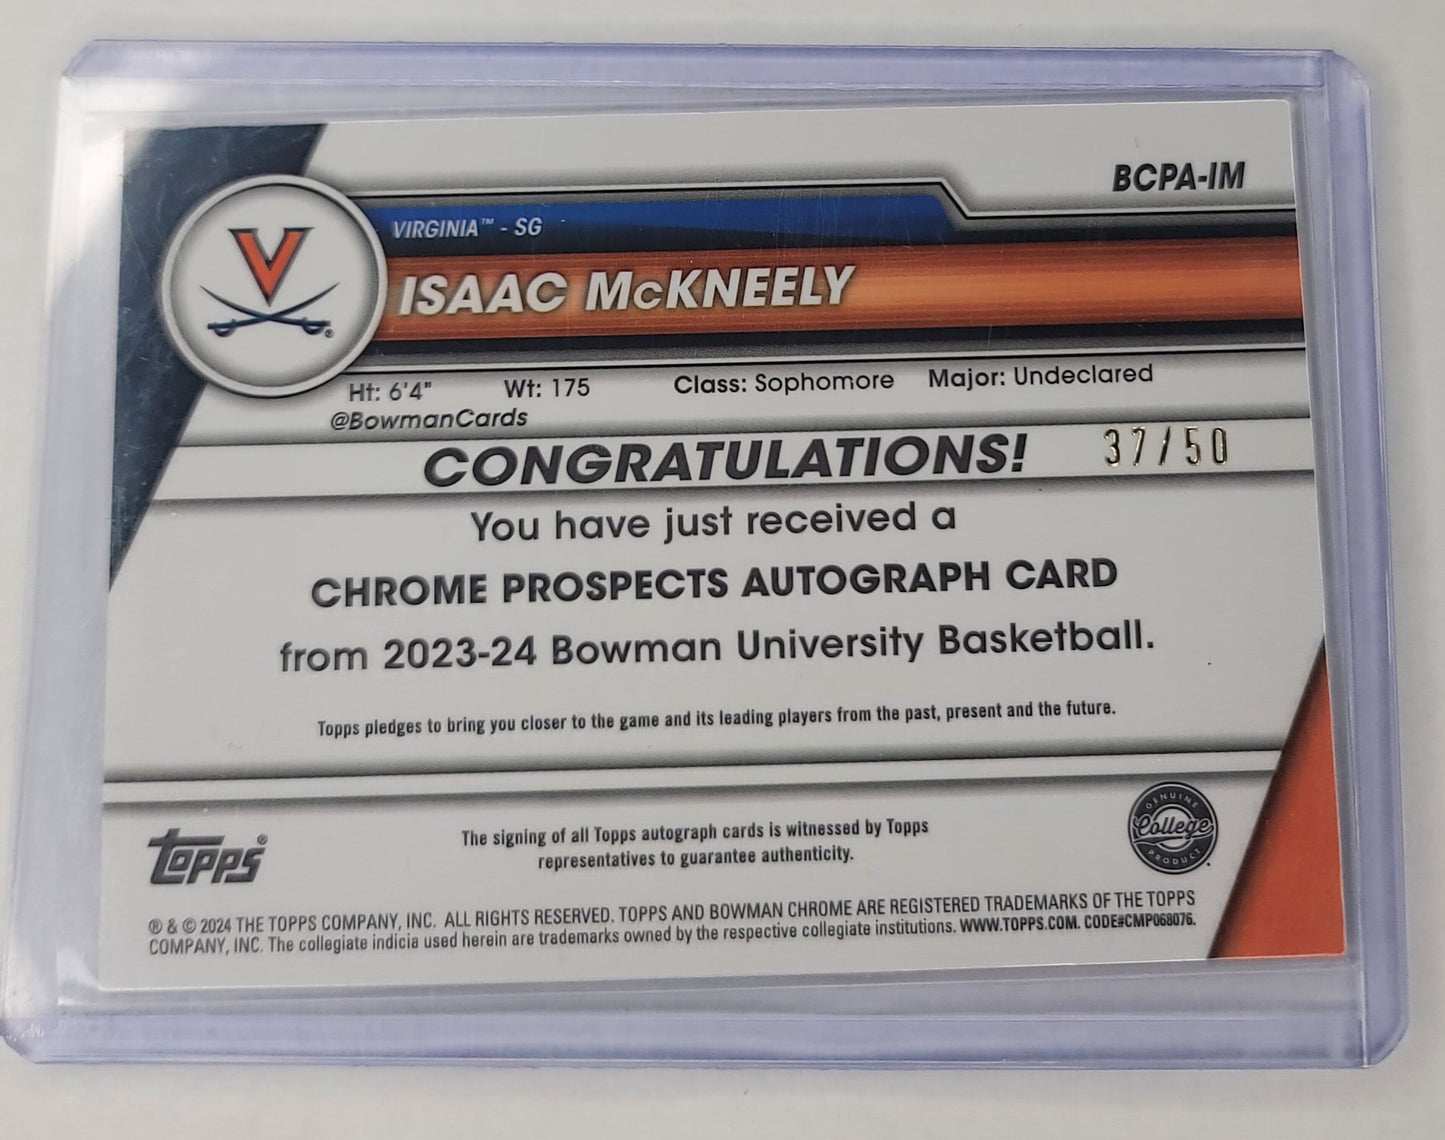 BCPA-IM
VIRGINIA™ - SG
V
®
ISAAC McKNEELY
Ht: 6'4" Wt: 175 Class: Sophomore Major: Undeclared
@BowmanCards
CONGRATULATIONS! 37/50
You have just received a
CHROME PROSPECTS AUTOGRAPH CARD
from 2023-24 Bowman University Basketball.
Topps pledges to bring you closer to the game and its leading players from the past, present and the future.
The signing of all Topps autograph cards is witnessed by Topps
representatives to guarantee authenticity.
Topps®
GENUINE
College
PRODUCT
® & © 2024 THE TOPPS COMPANY, INC. ALL RIGHTS RESERVED. TOPPS AND BOWMAN CHROME ARE REGISTERED TRADEMARKS OF THE TOPPS
COMPANY, INC. The collegiate indicia used herein are trademarks owned by the respective collegiate institutions. WWW.TOPPS.COM. CODE#CMP068076.